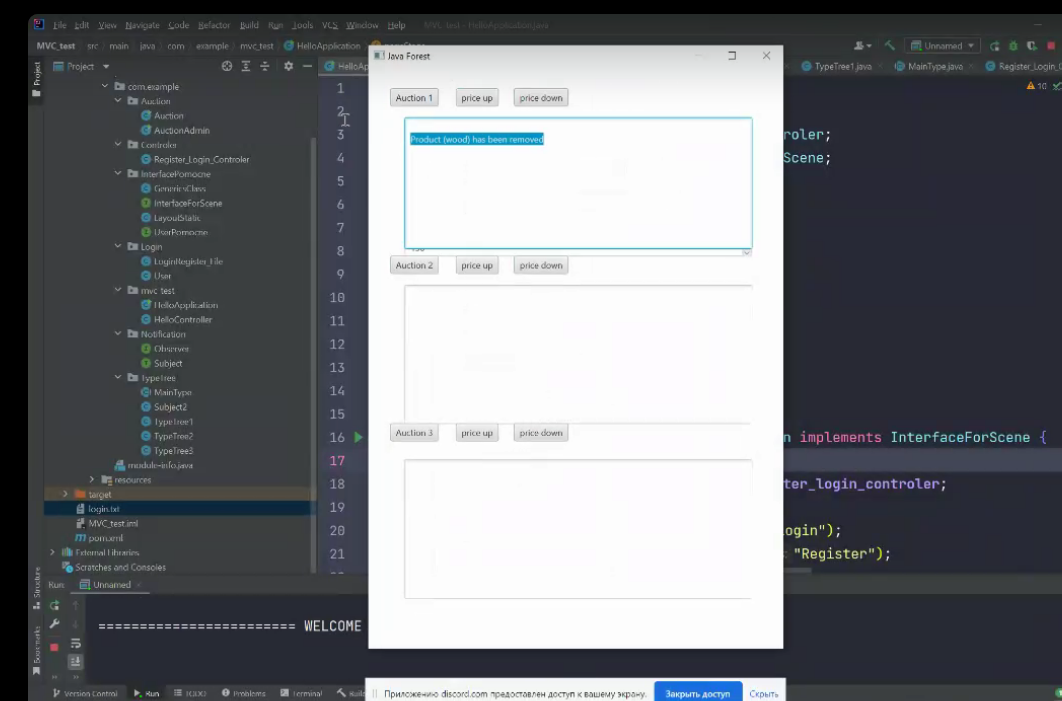 File Edit View Navigate Code Refactor Build Run Tools VCS Window Help MVC_test - HelloApplication.java
MVC_test src main java com example mvc_test HelloApplication
Unnamed
Project
HelloAp
TypeTree1.java MainType.java Register_Login_C
Java Forest
Auction 1 price up price down
Product (wood) has been removed
Auction 2 price up price down
Auction 3 price up price down
com.example
Auction
Auction
AuctionAdmin
Controler
Register_Login_Controler
InterfacePomocne
GenericsClass
InterfaceForScene
LayoutStatic
UserPomocne
Login
LoginRegister_File
User
mvc_test
HelloApplication
HelloController
Notification
Observer
Subject
TypeTree
MainType
Subject2
TypeTree1
TypeTree2
TypeTree3
module-info.java
resources
target
login.txt
MVC_test.iml
pom.xml
External Libraries
Scratches and Consoles
1
2
3
4
5
6
7
8
9
10
11
12
13
14
15
16
17
18
19
20
21
10
roler;
Scene;
n implements InterfaceForScene {
ter_login_controler;
ogin");
"Register");
Structure
Bookmarks
Run: Unnamed
======================== WELCOME
Version Control Run TODO Problems Terminal Build
Приложению discord.com предоставлен доступ к вашему экрану. Закрыть доступ Скрыть